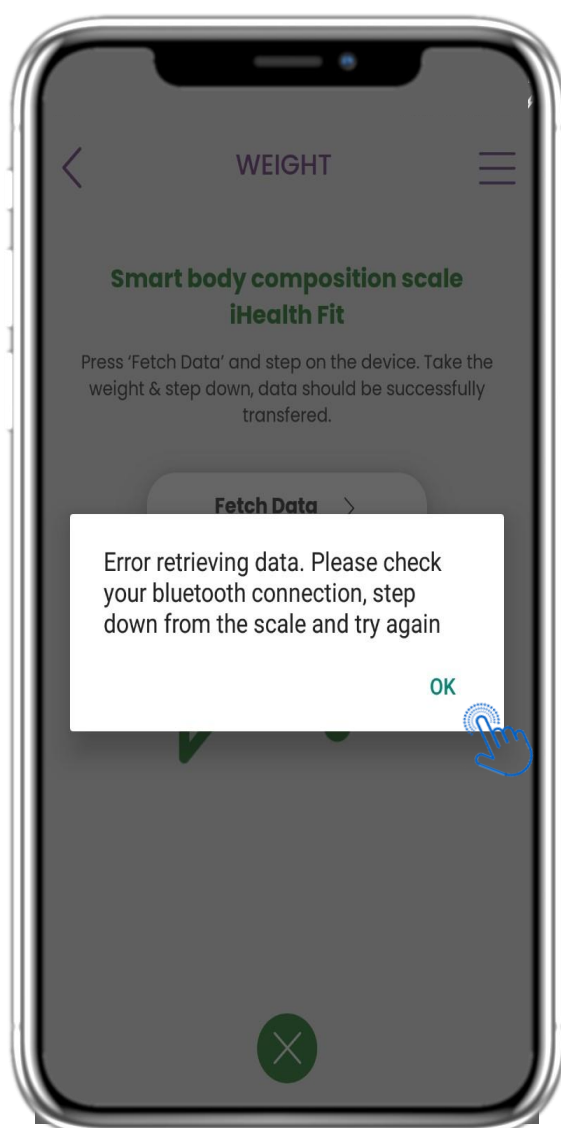 WEIGHT
Smart body composition scale
iHealth Fit
Press ‘Fetch Data’ and step on the device. Take the
weight & step down, data should be successfully
transfered.
Fetch Data
Error retrieving data. Please check
your bluetooth connection, step
down from the scale and try again
OK